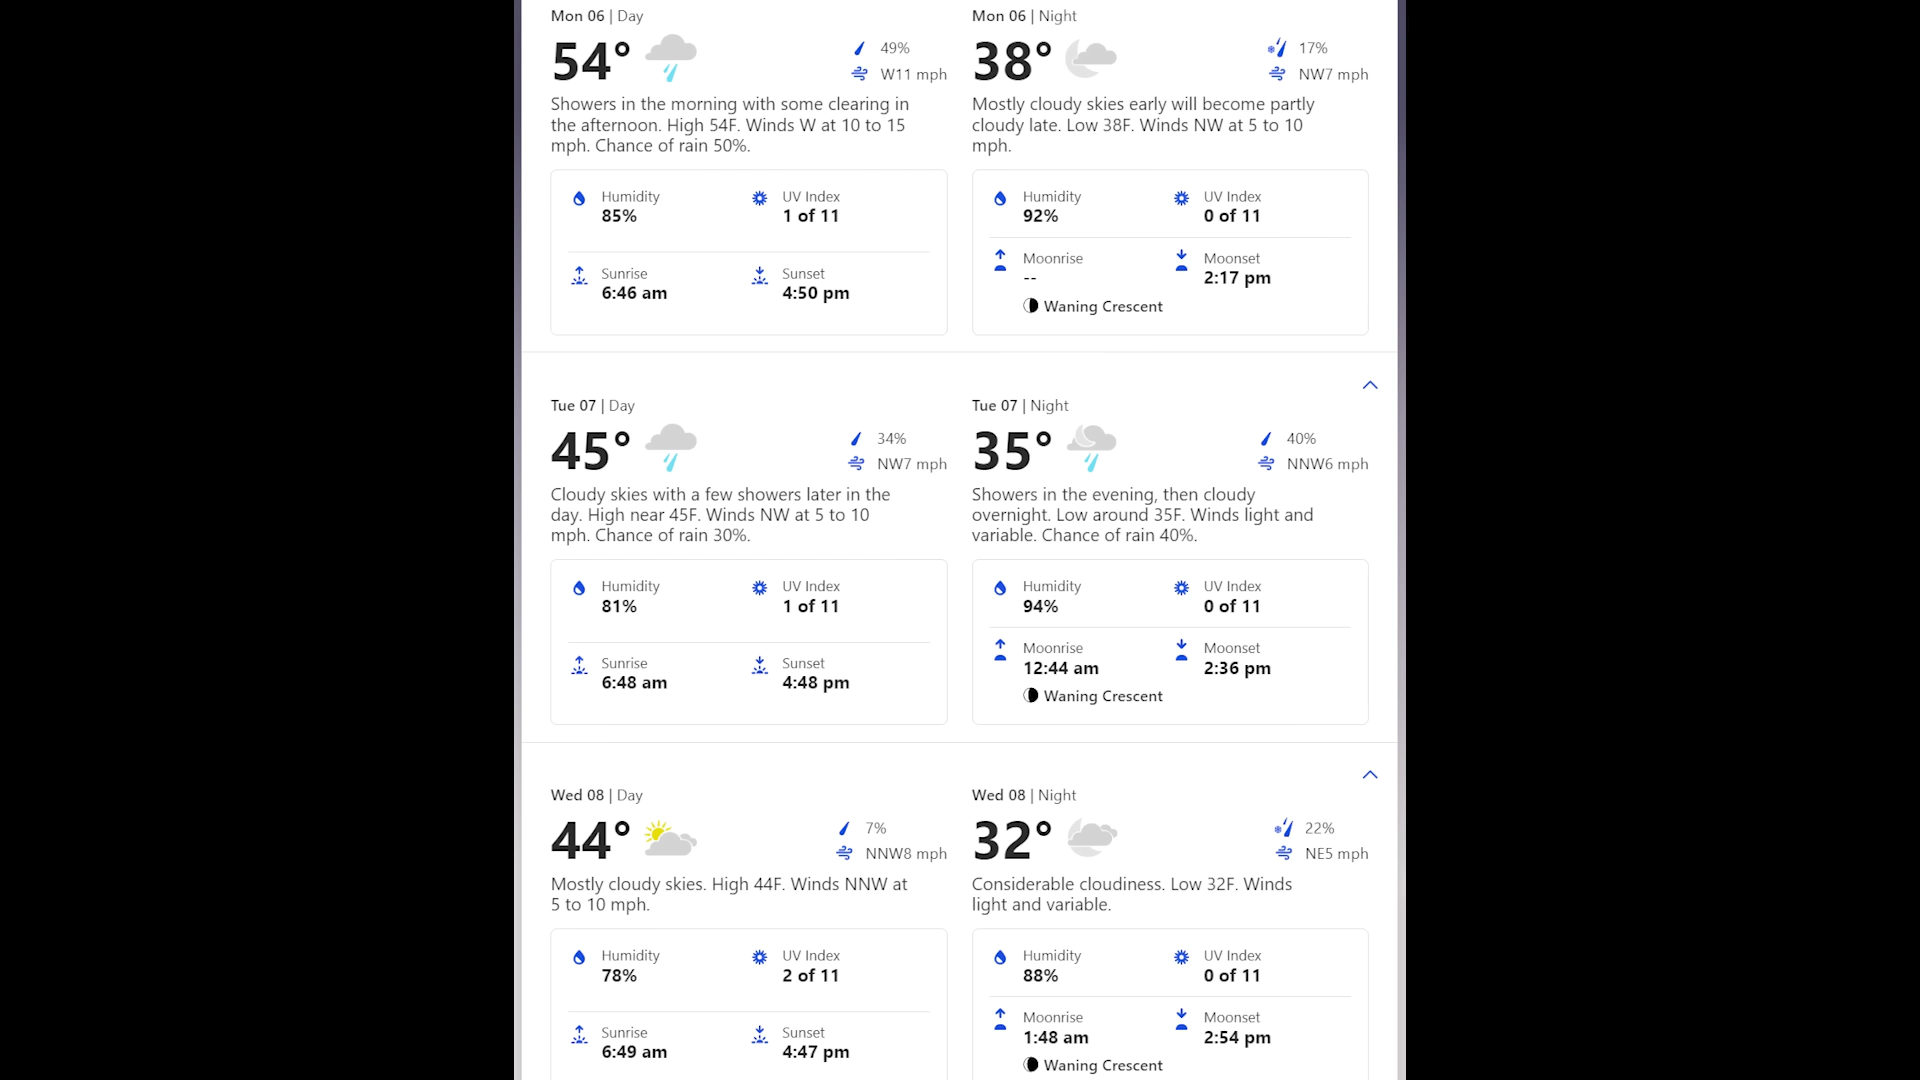 Mon 06 | Day
54°
49%
W11 mph
Showers in the morning with some clearing in
the afternoon. High 54F. Winds W at 10 to 15
mph. Chance of rain 50%.
Humidity
85%
UV Index
1 of 11
Sunrise
6:46 am
Sunset
4:50 pm
Mon 06 | Night
38°
17%
NW7 mph
Mostly cloudy skies early will become partly
cloudy late. Low 38F. Winds NW at 5 to 10
mph.
Humidity
92%
UV Index
0 of 11
Moonrise
--
Moonset
2:17 pm
Waning Crescent
Tue 07 | Day
45°
34%
NW7 mph
Cloudy skies with a few showers later in the
day. High near 45F. Winds NW at 5 to 10
mph. Chance of rain 30%.
Humidity
81%
UV Index
1 of 11
Sunrise
6:48 am
Sunset
4:48 pm
Tue 07 | Night
35°
40%
NNW6 mph
Showers in the evening, then cloudy
overnight. Low around 35F. Winds light and
variable. Chance of rain 40%.
Humidity
94%
UV Index
0 of 11
Moonrise
12:44 am
Moonset
2:36 pm
Waning Crescent
Wed 08 | Day
44°
7%
NNW8 mph
Mostly cloudy skies. High 44F. Winds NNW at
5 to 10 mph.
Humidity
78%
UV Index
2 of 11
Sunrise
6:49 am
Sunset
4:47 pm
Wed 08 | Night
32°
22%
NE5 mph
Considerable cloudiness. Low 32F. Winds
light and variable.
Humidity
88%
UV Index
0 of 11
Moonrise
1:48 am
Moonset
2:54 pm
Waning Crescent